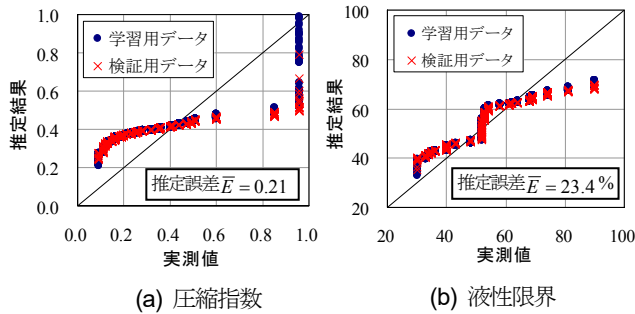 1.0
0.8
0.6
0.4
0.2
0.0
推定結果
学習用データ
検証用データ
推定誤差 E̅ = 0.21
0.0 0.2 0.4 0.6 0.8 1.0
実測値
(a) 圧縮指数
100
80
60
40
20
推定結果
学習用データ
検証用データ
推定誤差 E̅ = 23.4 %
20 40 60 80 100
実測値
(b) 液性限界